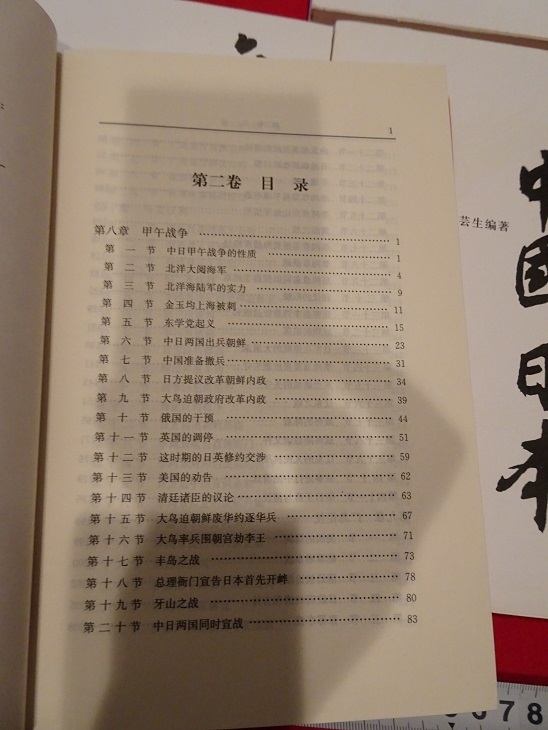 1
第二卷 目 录
第八章 甲午战争 …… 1
第 一 节 中日甲午战争的性质 …… 1
第 二 节 北洋大阅海军 …… 4
第 三 节 北洋海陆军的实力 …… 9
第 四 节 金玉均上海被刺 …… 11
第 五 节 东学党起义 …… 15
第 六 节 中日两国出兵朝鲜 …… 23
第 七 节 中国准备撤兵 …… 31
第 八 节 日方提议改革朝鲜内政 …… 34
第 九 节 大鸟迫朝政府改革内政 …… 39
第 十 节 俄国的干预 …… 44
第 十 一 节 英国的调停 …… 51
第 十 二 节 这时期的日英修约交涉 …… 59
第 十 三 节 美国的劝告 …… 62
第 十 四 节 清廷诸臣的议论 …… 63
第 十 五 节 大鸟迫朝鲜废华约逐华兵 …… 67
第 十 六 节 大鸟率兵围朝宫劫李王 …… 71
第 十 七 节 丰岛之战 …… 73
第 十 八 节 总理衙门宣告日本首先开衅 …… 78
第 十 九 节 牙山之战 …… 80
第 二 十 节 中日两国同时宣战 …… 83
芸生编著
中国日本
6 7 8